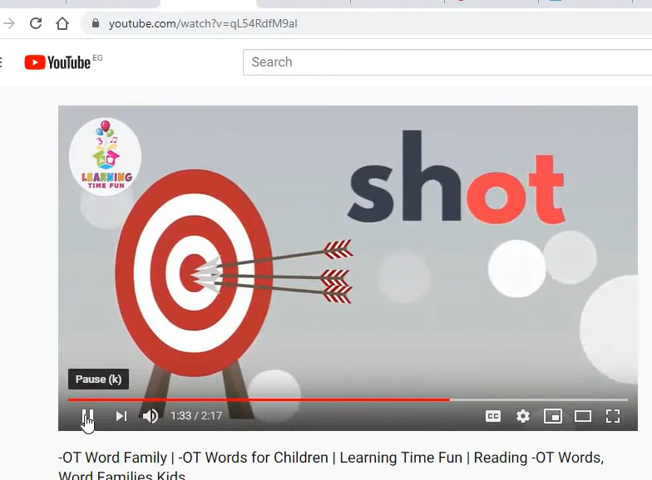 youtube.com/watch?v=qL54RdfM9aI
YouTube EG
Search
LEARNING
TIME FUN
shot
Pause (k)
1:33 / 2:17
CC
-OT Word Family | -OT Words for Children | Learning Time Fun | Reading -OT Words,
Word Families Kids